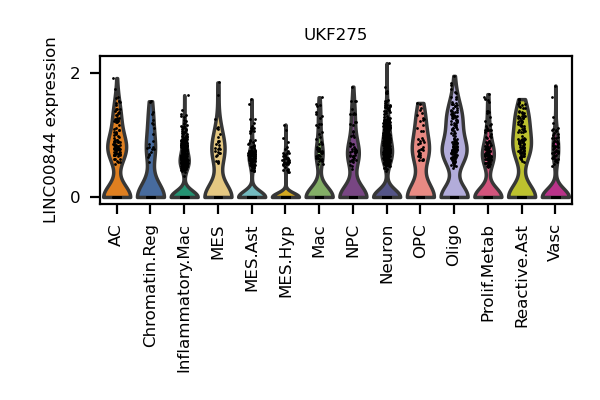 UKF275
LINC00844 expression
2
0
AC
Chromatin.Reg
Inflammatory.Mac
MES
MES.Ast
MES.Hyp
Mac
NPC
Neuron
OPC
Oligo
Prolif.Metab
Reactive.Ast
Vasc